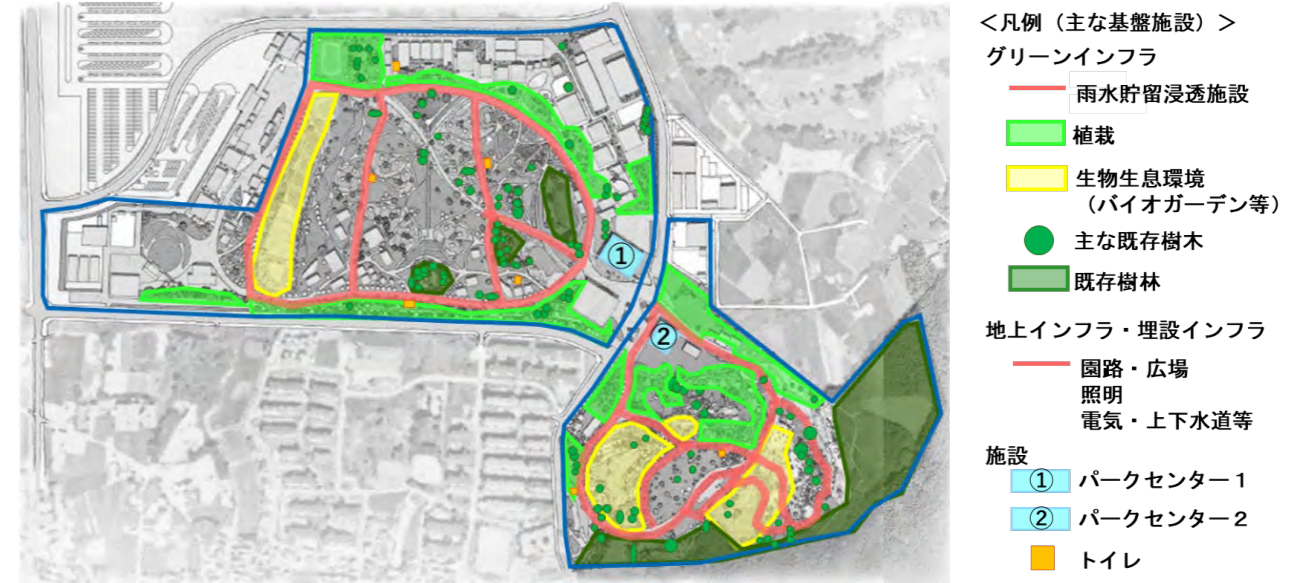 <凡例（主な基盤施設）>
グリーンインフラ
雨水貯留浸透施設
植栽
生物生息環境
（バイオガーデン等）
主な既存樹木
既存樹林
地上インフラ・埋設インフラ
園路・広場
照明
電気・上下水道等
施設
① パークセンター１
② パークセンター２
トイレ
①
②